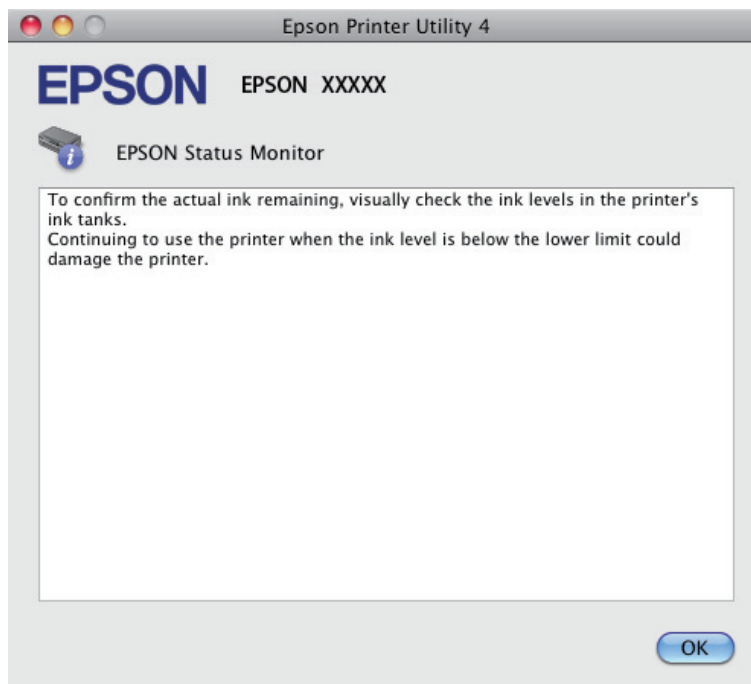 Epson Printer Utility 4
EPSON EPSON XXXXX
EPSON Status Monitor
To confirm the actual ink remaining, visually check the ink levels in the printer's
ink tanks.
Continuing to use the printer when the ink level is below the lower limit could
damage the printer.
OK